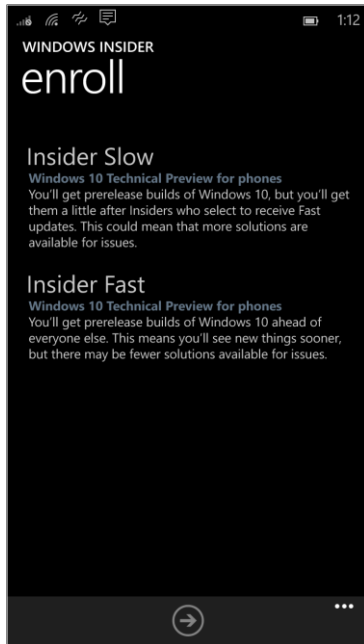 1:12
WINDOWS INSIDER
enroll
Insider Slow
Windows 10 Technical Preview for phones
You'll get prerelease builds of Windows 10, but you'll get
them a little after Insiders who select to receive Fast
updates. This could mean that more solutions are
available for issues.
Insider Fast
Windows 10 Technical Preview for phones
You'll get prerelease builds of Windows 10 ahead of
everyone else. This means you'll see new things sooner,
but there may be fewer solutions available for issues.